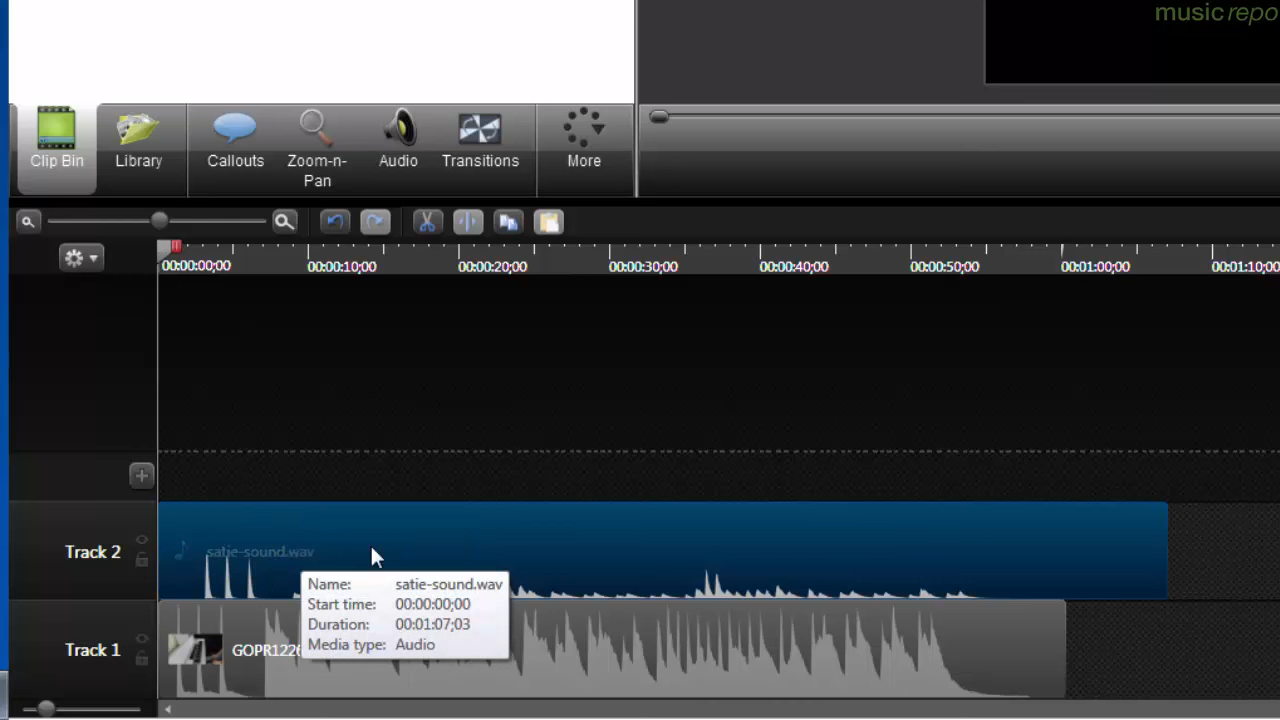 music repo
Clip Bin
Library
Callouts
Zoom-n-
Pan
Audio
Transitions
More
00:00:00;00
00:00:10;00
00:00:20;00
00:00:30;00
00:00:40;00
00:00:50;00
00:01:00;00
00:01:10;00
Track 2
satie-sound.wav
Name: satie-sound.wav
Start time: 00:00:00;00
Duration: 00:01:07;03
Media type: Audio
Track 1
GOPR1226